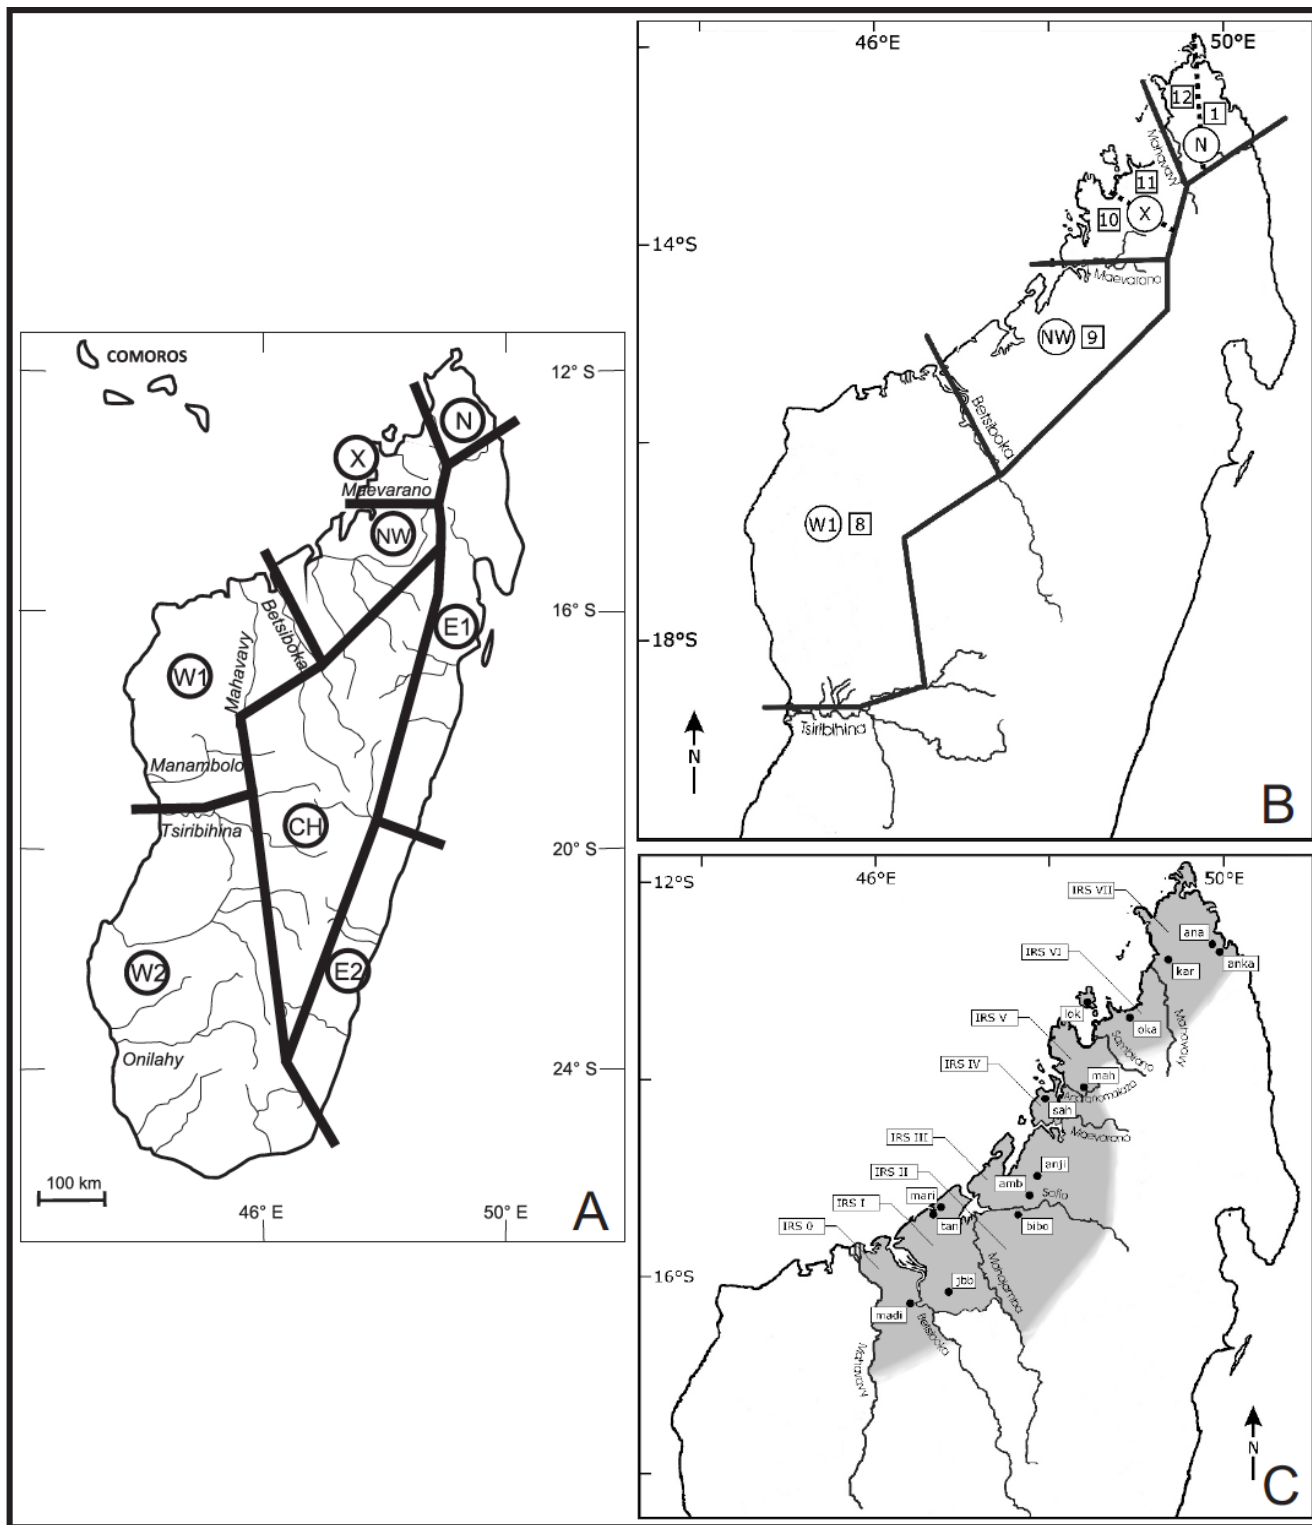 COMOROS
12° S
N
X
Maevarano
NW
16° S
E1
Betsiboka
Mahavavy
W1
Manambolo
Tsiribihina
CH
20° S
W2
E2
Onilahy
24° S
100 km
46° E
50° E
A
46°E
50°E
12
1
Mahavavy
N
11
10
X
14°S
Maevarano
NW
9
Betsiboka
W1
8
18°S
Tsiribihina
N
B
46°E
50°E
12°S
IRS VII
ana
anka
kar
IRS VI
lok
oka
IRS V
Mahavavy
Sambirano
mah
IRS IV
sah
Maevarano
IRS III
anji
IRS II
amb
Sofia
mari
IRS I
tan
bibo
IRS 0
16°S
jbb
Manajamba
madi
Betsiboka
Mahavavy
N
C